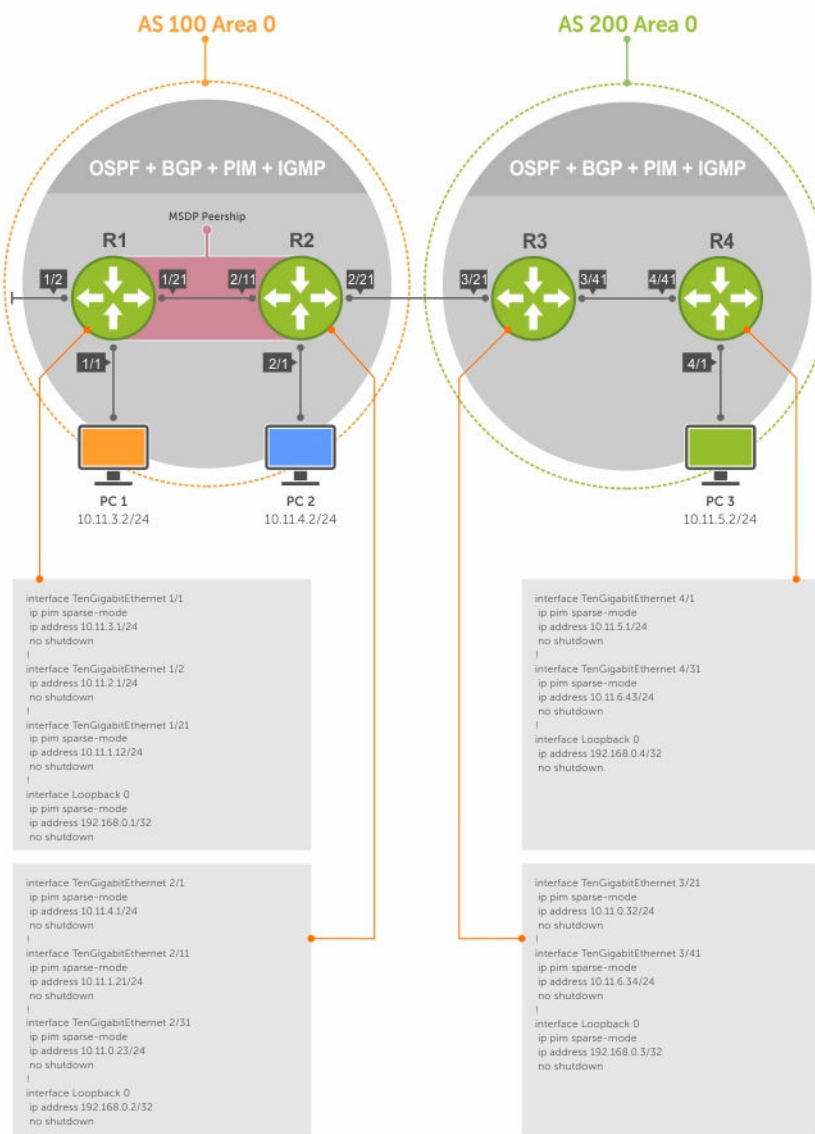 AS 100 Area 0
AS 200 Area 0
OSPF + BGP + PIM + IGMP
OSPF + BGP + PIM + IGMP
MSDP Peership
R1
R2
R3
R4
1/2
1/21
2/11
2/21
3/21
3/41
4/41
1/1
2/1
4/1
PC 1
10.11.3.2/24
PC 2
10.11.4.2/24
PC 3
10.11.5.2/24
interface TenGigabitEthernet 1/1
ip pim sparse-mode
ip address 10.11.3.1/24
no shutdown
!
interface TenGigabitEthernet 1/2
ip address 10.11.2.1/24
no shutdown
!
interface TenGigabitEthernet 1/21
ip pim sparse-mode
ip address 10.11.1.12/24
no shutdown
!
interface Loopback 0
ip pim sparse-mode
ip address 192.168.0.1/32
no shutdown
interface TenGigabitEthernet 4/1
ip pim sparse-mode
ip address 10.11.5.1/24
no shutdown
!
interface TenGigabitEthernet 4/31
ip pim sparse-mode
ip address 10.11.6.43/24
no shutdown
!
interface Loopback 0
ip address 192.168.0.4/32
no shutdown
interface TenGigabitEthernet 2/1
ip pim sparse-mode
ip address 10.11.4.1/24
no shutdown
!
interface TenGigabitEthernet 2/11
ip pim sparse-mode
ip address 10.11.1.21/24
no shutdown
!
interface TenGigabitEthernet 2/31
ip pim sparse-mode
ip address 10.11.0.23/24
no shutdown
!
interface Loopback 0
ip address 192.168.0.2/32
no shutdown
interface TenGigabitEthernet 3/21
ip pim sparse-mode
ip address 10.11.0.32/24
no shutdown
!
interface TenGigabitEthernet 3/41
ip pim sparse-mode
ip address 10.11.6.34/24
no shutdown
!
interface Loopback 0
ip pim sparse-mode
ip address 192.168.0.3/32
no shutdown